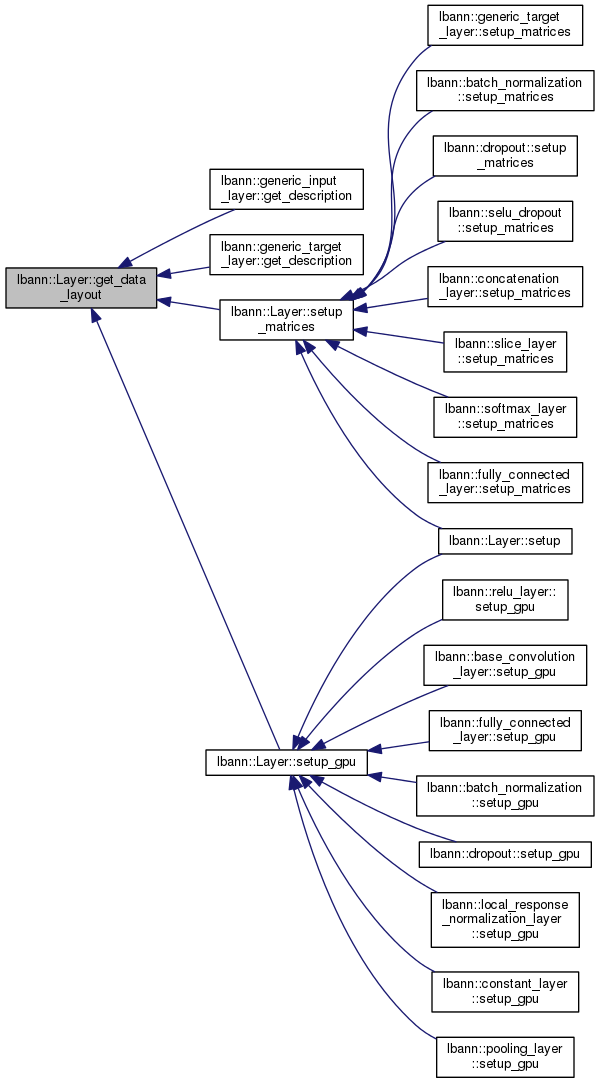 lbann::generic_target
_layer::setup_matrices
lbann::batch_normalization
::setup_matrices
lbann::dropout::setup
_matrices
lbann::generic_input
_layer::get_description
lbann::selu_dropout
::setup_matrices
lbann::generic_target
_layer::get_description
lbann::Layer::get_data
_layout
lbann::concatenation
_layer::setup_matrices
lbann::Layer::setup
_matrices
lbann::slice_layer
::setup_matrices
lbann::softmax_layer
::setup_matrices
lbann::fully_connected
_layer::setup_matrices
lbann::Layer::setup
lbann::relu_layer::
setup_gpu
lbann::base_convolution
_layer::setup_gpu
lbann::fully_connected
_layer::setup_gpu
lbann::Layer::setup_gpu
lbann::batch_normalization
::setup_gpu
lbann::dropout::setup_gpu
lbann::local_response
_normalization_layer
::setup_gpu
lbann::constant_layer
::setup_gpu
lbann::pooling_layer
::setup_gpu